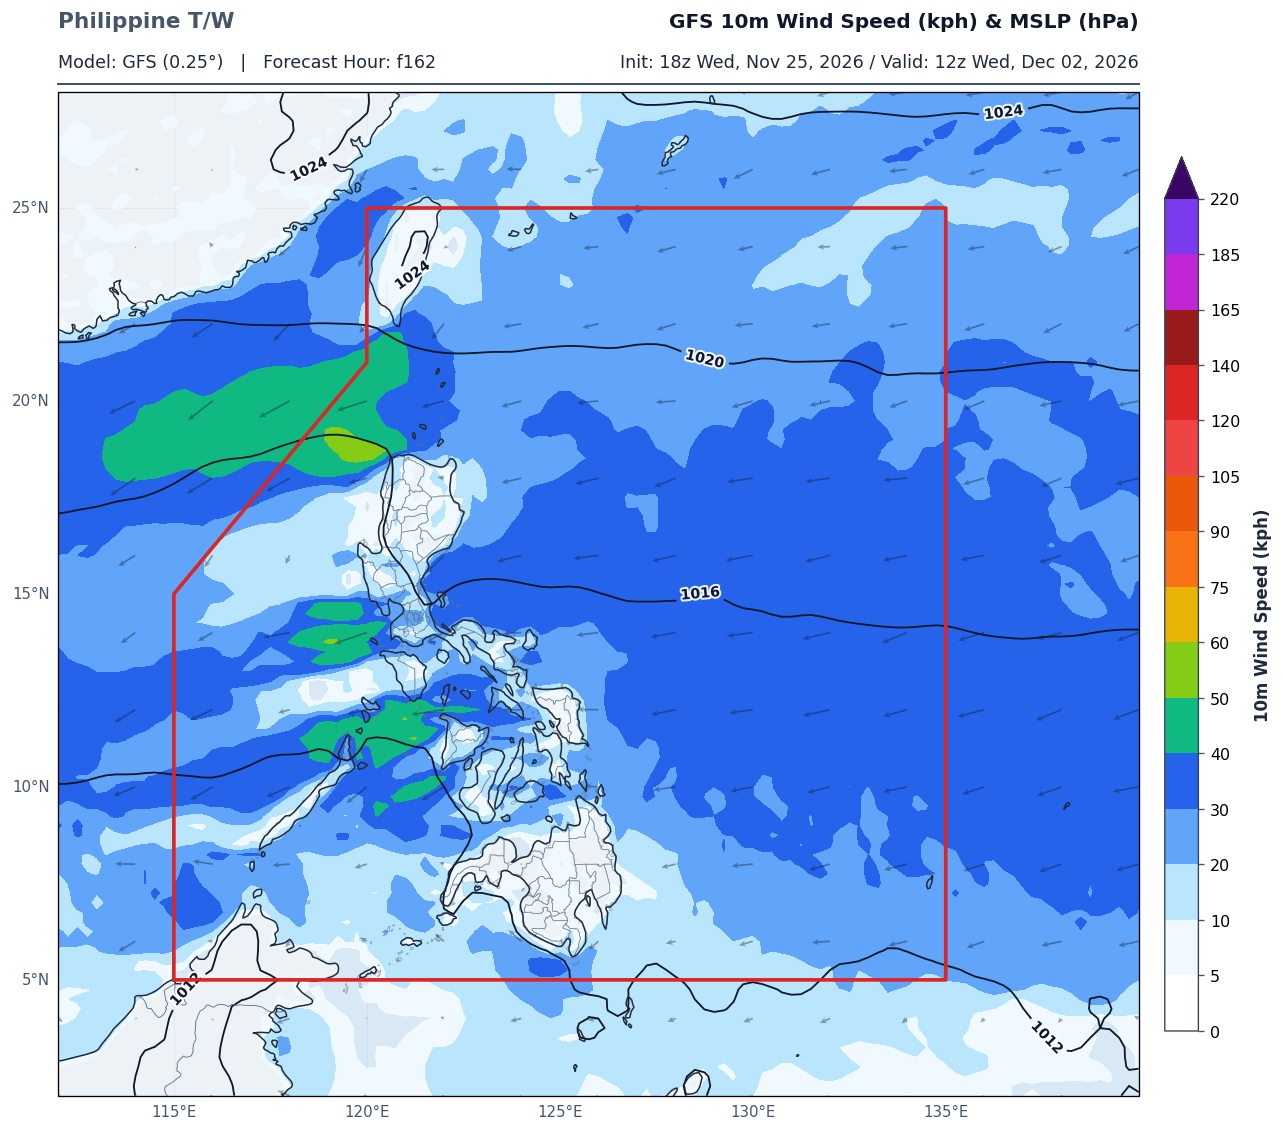 Philippine T/W
GFS 10m Wind Speed (kph) & MSLP (hPa)
Model: GFS (0.25°)   |   Forecast Hour: f162
Init: 18z Wed, Nov 25, 2026 / Valid: 12z Wed, Dec 02, 2026
1024
1024
1024
1020
1016
1012
1012
25°N
20°N
15°N
10°N
5°N
115°E
120°E
125°E
130°E
135°E
220
185
165
140
120
105
90
75
60
50
40
30
20
10
5
0
10m Wind Speed (kph)